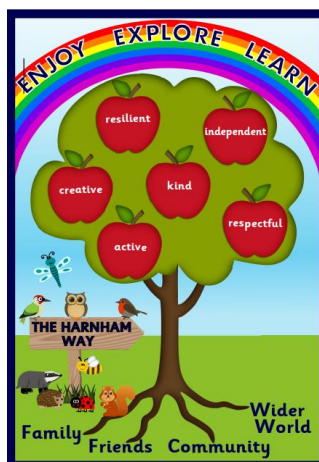 ENJOY EXPLORE LEARN
resilient
independent
creative
kind
respectful
active
THE HARNHAM
WAY
Wider
World
Family
Friends
Community